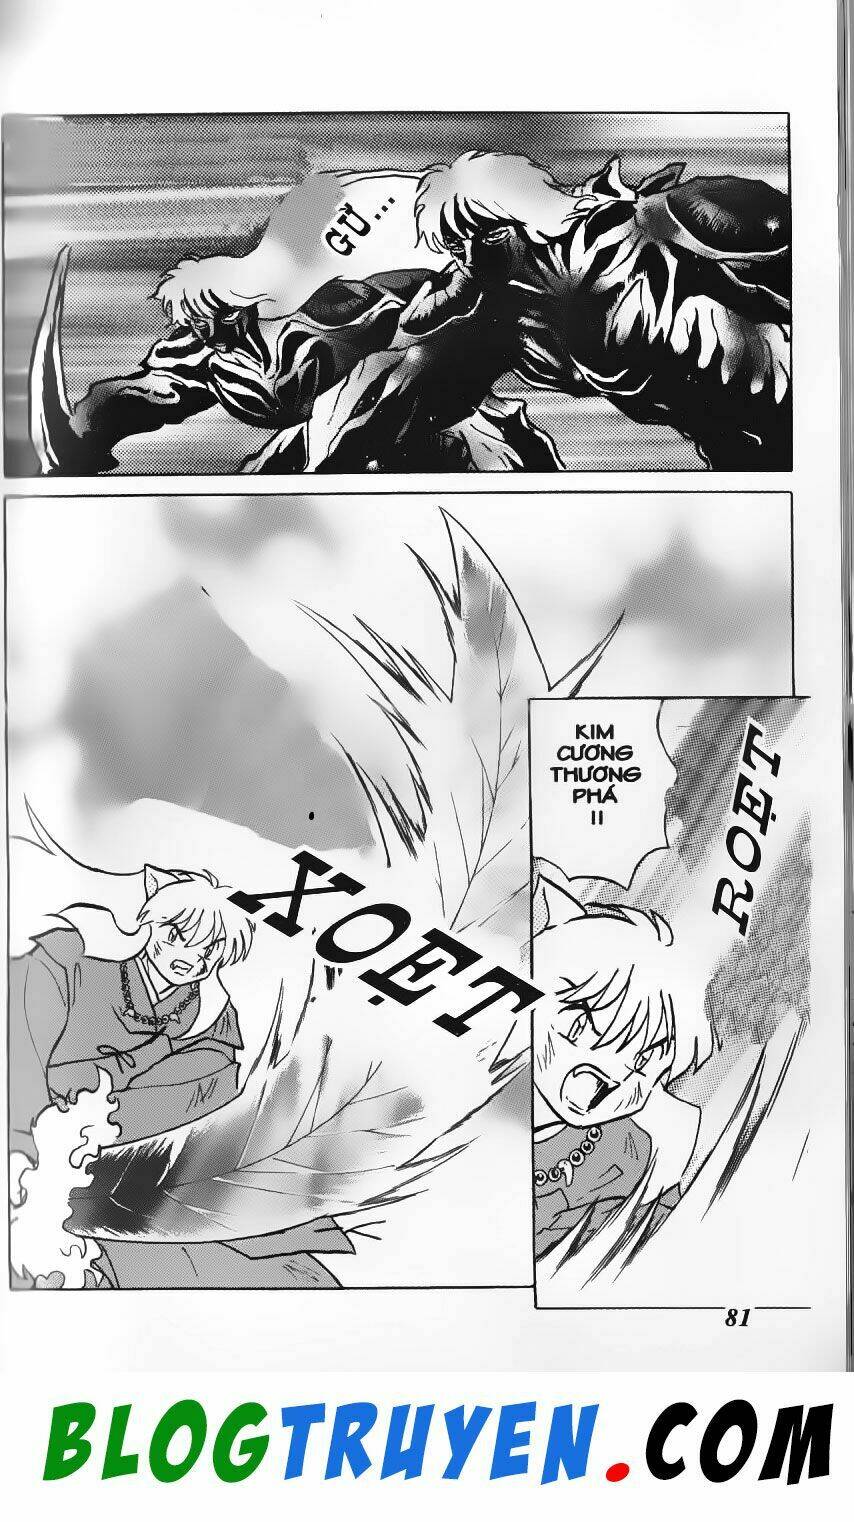 GỪ...
KIM
CƯƠNG
THƯƠNG
PHÁ
!!
ROẸT
XOẸT
81
BLOGTRUYEN.COM